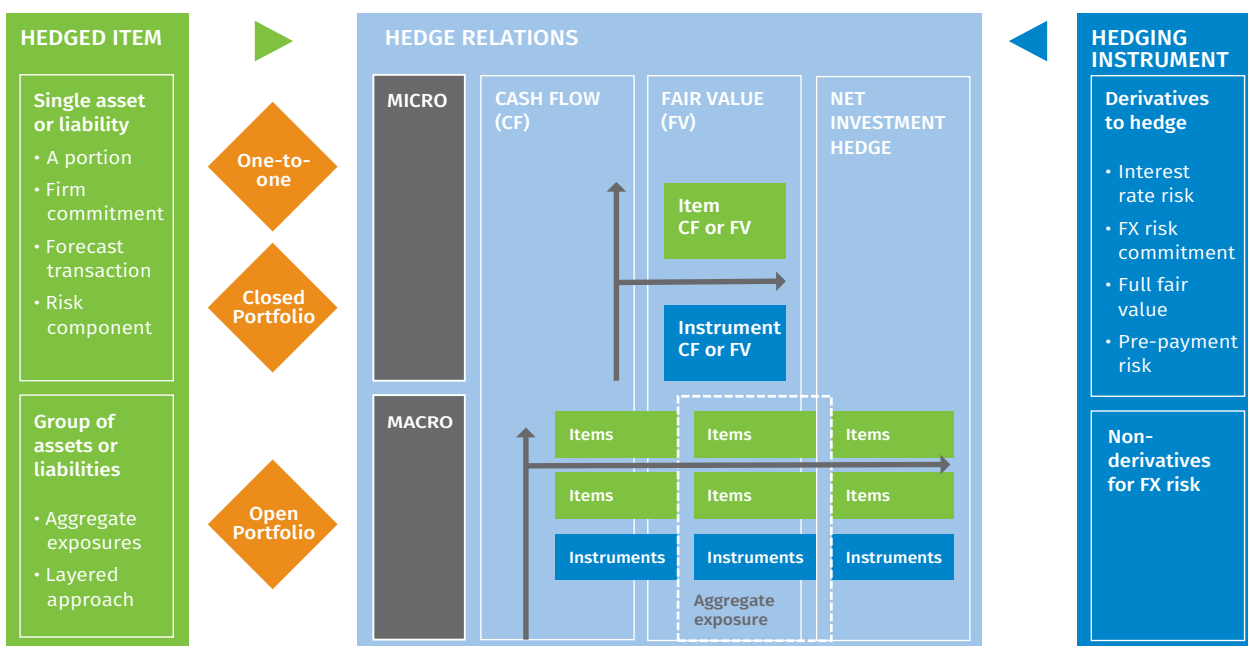 HEDGED ITEM
Single asset
or liability
• A portion
• Firm
commitment
• Forecast
transaction
• Risk
component
Group of
assets or
liabilities
• Aggregate
exposures
• Layered
approach
One-to-
one
Closed
Portfolio
Open
Portfolio
HEDGE RELATIONS
MICRO
CASH FLOW
(CF)
FAIR VALUE
(FV)
NET
INVESTMENT
HEDGE
Item
CF or FV
Instrument
CF or FV
MACRO
Items
Items
Items
Items
Items
Items
Instruments
Instruments
Instruments
Aggregate
exposure
HEDGING
INSTRUMENT
Derivatives
to hedge
• Interest
rate risk
• FX risk
commitment
• Full fair
value
• Pre-payment
risk
Non-
derivatives
for FX risk